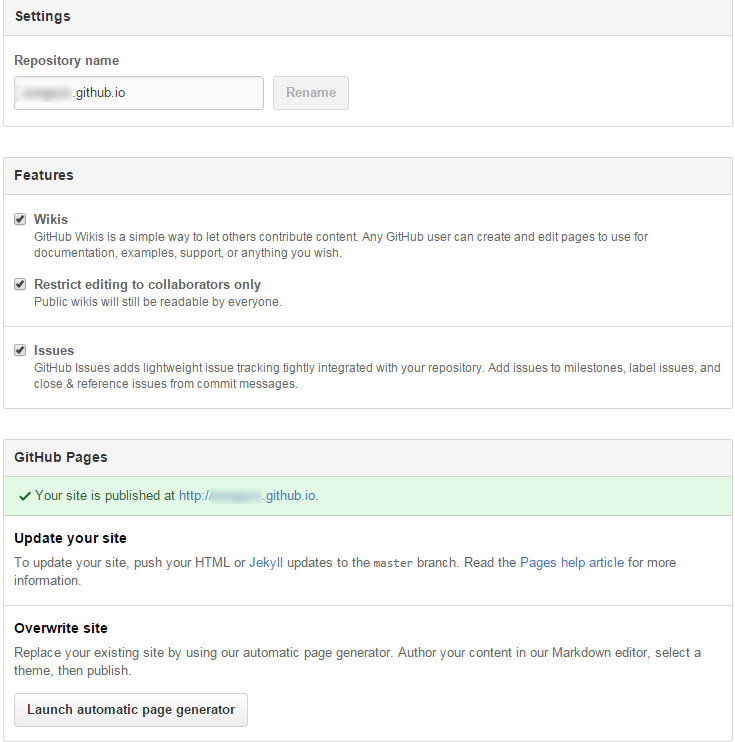 Settings
Repository name
.github.io
Rename
Features
Wikis
GitHub Wikis is a simple way to let others contribute content. Any GitHub user can create and edit pages to use for
documentation, examples, support, or anything you wish.
Restrict editing to collaborators only
Public wikis will still be readable by everyone.
Issues
GitHub Issues adds lightweight issue tracking tightly integrated with your repository. Add issues to milestones, label issues, and
close & reference issues from commit messages.
GitHub Pages
Your site is published at http:/ .github.io.
Update your site
To update your site, push your HTML or Jekyll updates to the master branch. Read the Pages help article for more
information.
Overwrite site
Replace your existing site by using our automatic page generator. Author your content in our Markdown editor, select a
theme, then publish.
Launch automatic page generator